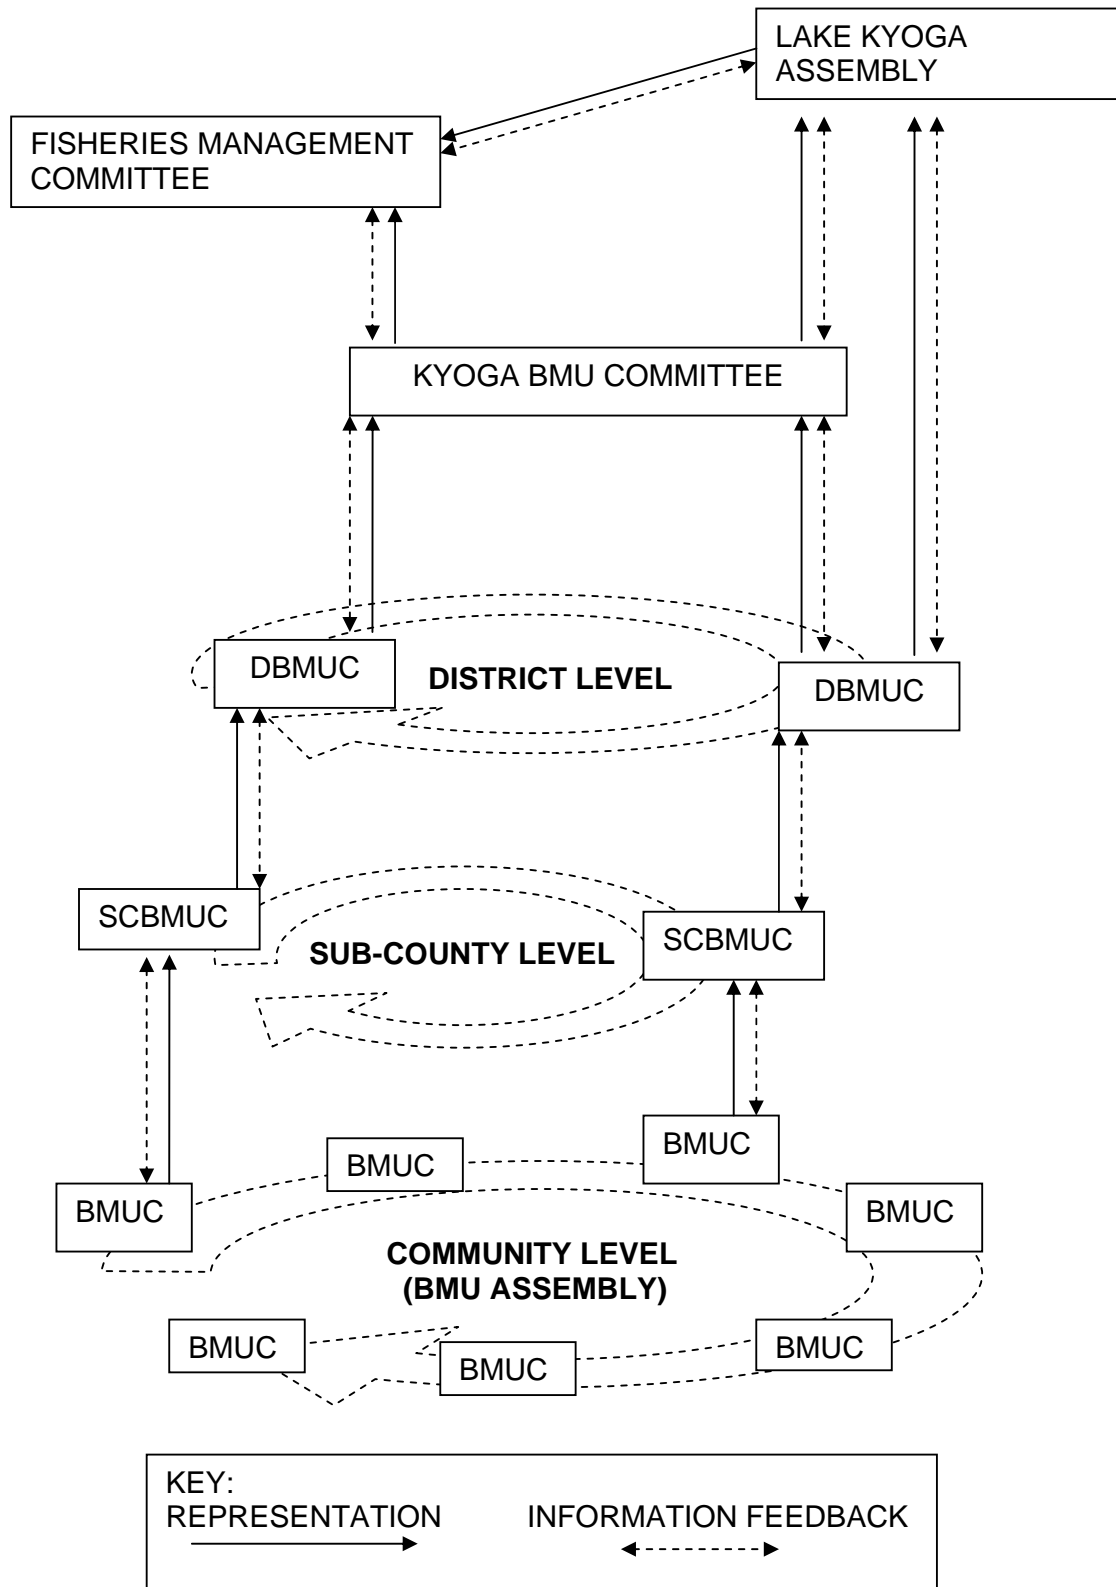 LAKE KYOGA
ASSEMBLY
FISHERIES MANAGEMENT
COMMITTEE
KYOGA BMU COMMITTEE
DBMUC
DISTRICT LEVEL
DBMUC
SCBMUC
SUB-COUNTY LEVEL
SCBMUC
BMUC
BMUC
BMUC
BMUC
COMMUNITY LEVEL
(BMU ASSEMBLY)
BMUC
BMUC
BMUC
KEY:
REPRESENTATION
INFORMATION FEEDBACK